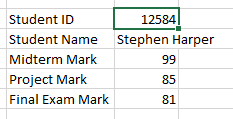 Student ID 12584
Student Name Stephen Harper
Midterm Mark 99
Project Mark 85
Final Exam Mark 81